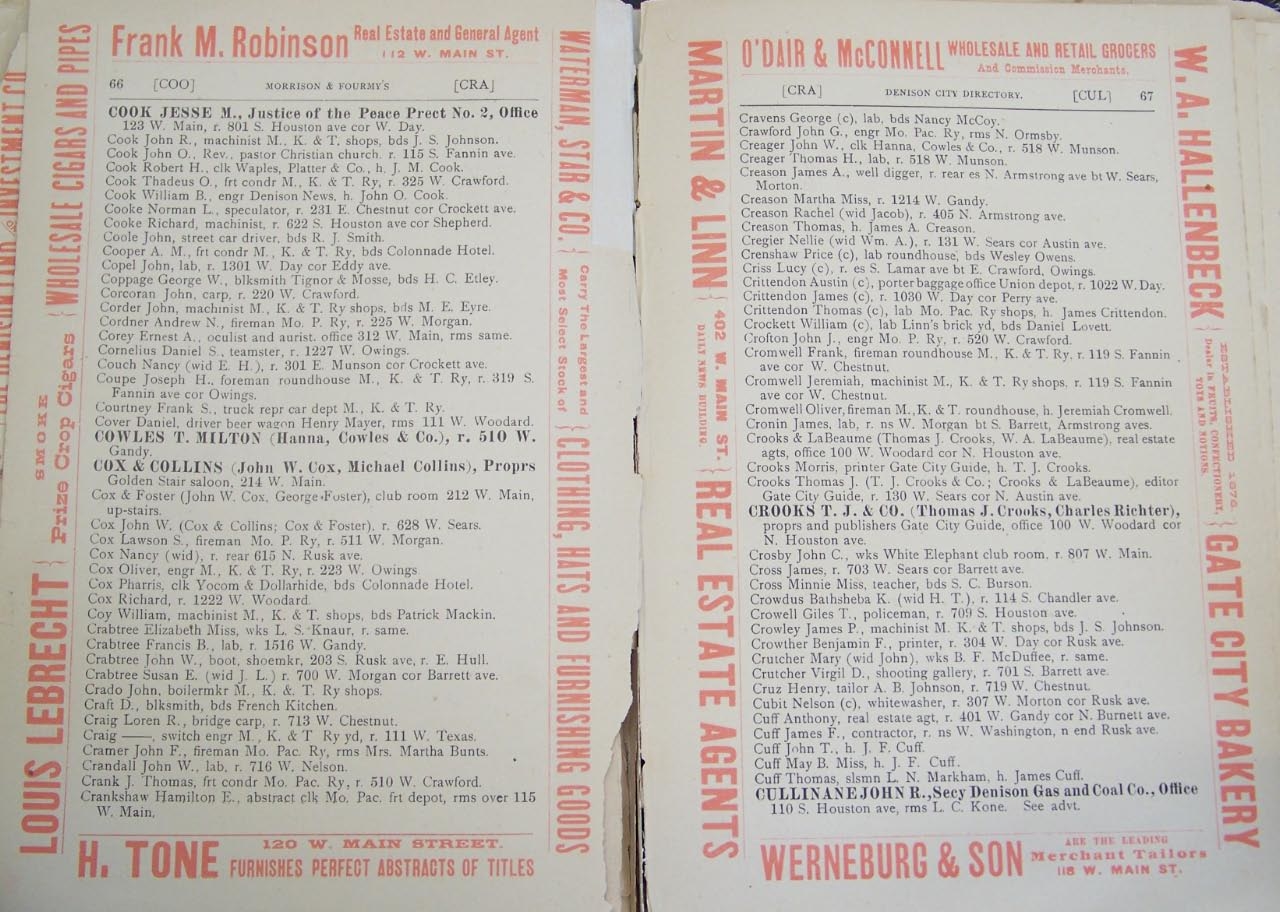 Frank M. Robinson Real Estate and General Agent
112 W. MAIN ST.
66 [COO] MORRISON & FOURMY'S [CRA]
COOK JESSE M., Justice of the Peace Prect No. 2, Office
123 W. Main, r. 801 S. Houston ave cor W. Day.
Cook John R., machinist M., K. & T. shops, bds J. S. Johnson.
Cook John O., Rev., pastor Christian church. r. 115 S. Fannin ave.
Cook Robert H., clk Waples, Platter & Co., h. J. M. Cook.
Cook Thadeus O., frt condr M., K. & T. Ry, r. 325 W. Crawford.
Cook William B., engr Denison News, h. John O. Cook.
Cooke Norman L., speculator, r. 231 E. Chestnut cor Crockett ave.
Cooke Richard, machinist, r. 622 S. Houston ave cor Shepherd.
Coole John, street car driver, bds R. J. Smith.
Cooper A. M., frt condr M., K. & T. Ry, bds Colonnade Hotel.
Copel John, lab, r. 1301 W. Day cor Eddy ave.
Coppage George W., blksmith Tignor & Mosse, bds H. C. Etley.
Corcoran John, carp, r. 220 W. Crawford.
Corder John, machinist M., K. & T. Ry shops, bds M. E. Eyre.
Cordner Andrew N., fireman Mo. P. Ry, r. 225 W. Morgan.
Corey Ernest A., oculist and aurist. office 312 W. Main, rms same.
Cornelius Daniel S., teamster, r. 1227 W. Owings.
Couch Nancy (wid E. H.), r. 301 E. Munson cor Crockett ave.
Coupe Joseph H., foreman roundhouse M., K. & T. Ry, r. 319 S.
Fannin ave cor Owings.
Courtney Frank S., truck repr car dept M., K. & T. Ry.
Cover Daniel, driver beer wagon Henry Mayer, rms 111 W. Woodard.
COWLES T. MILTON (Hanna, Cowles & Co.), r. 510 W.
Gandy.
COX & COLLINS (John W. Cox, Michael Collins), Proprs
Golden Stair saloon, 214 W. Main.
Cox & Foster (John W. Cox, George Foster), club room 212 W. Main,
up-stairs.
Cox John W. (Cox & Collins; Cox & Foster), r. 628 W. Sears.
Cox Lawson S., fireman Mo. P. Ry, r. 511 W. Morgan.
Cox Nancy (wid), r. rear 615 N. Rusk ave.
Cox Oliver, engr M., K. & T. Ry, r. 223 W. Owings
Cox Pharris, clk Yocom & Dollarhide, bds Colonnade Hotel.
Cox Richard, r. 1222 W. Woodard.
Coy William, machinist M., K. & T. shops, bds Patrick Mackin.
Crabtree Elizabeth Miss, wks L. S. Knaur, r. same.
Crabtree Francis B., lab, r. 1516 W. Gandy.
Crabtree John W., boot, shoemkr, 203 S. Rusk ave, r. E. Hull.
Crabtree Susan E. (wid J. L.) r. 700 W. Morgan cor Barrett ave.
Crado John, boilermkr M., K. & T. Ry shops.
Craft D., blksmith, bds French Kitchen.
Craig Loren R., bridge carp, r. 713 W. Chestnut.
Craig ——, switch engr M., K. & T Ry yd, r. 111 W. Texas.
Cramer John F., fireman Mo. Pac. Ry, rms Mrs. Martha Bunts.
Crandall John W., lab, r. 716 W. Nelson.
Crank J. Thomas, frt condr Mo. Pac. Ry, r. 510 W. Crawford.
Crankshaw Hamilton E., abstract clk Mo. Pac. frt depot, rms over 115
W. Main.
H. TONE 120 W. MAIN STREET.
FURNISHES PERFECT ABSTRACTS OF TITLES
LOUIS LEBRECHT SMOKE Prize Crop Cigars WHOLESALE CIGARS AND PIPES
WATERMAN, STAR & CO. Carry The Largest and
Most Select Stock of CLOTHING, HATS AND FURNISHING GOODS
O'DAIR & McCONNELL WHOLESALE AND RETAIL GROCERS
And Commission Merchants.
[CRA] DENISON CITY DIRECTORY. [CUL] 67
Cravens George (c), lab, bds Nancy McCoy.
Crawford John G., engr Mo. Pac. Ry, rms N. Ormsby.
Creager John W., clk Hanna, Cowles & Co., r. 518 W. Munson.
Creager Thomas H., lab, r. 518 W. Munson.
Creason James A., well digger, r. rear es N. Armstrong ave bt W. Sears,
Morton.
Creason Martha Miss, r. 1214 W. Gandy.
Creason Rachel (wid Jacob), r. 405 N. Armstrong ave.
Creason Thomas, h. James A. Creason.
Cregier Nellie (wid Wm. A.), r. 131 W. Sears cor Austin ave.
Crenshaw Price (c), lab roundhouse, bds Wesley Owens.
Criss Lucy (c), r. es S. Lamar ave bt E. Crawford, Owings.
Crittendon Austin (c), porter baggage office Union depot, r. 1022 W. Day.
Crittendon James (c), r. 1030 W. Day cor Perry ave.
Crittendon Thomas (c), lab Mo. Pac. Ry shops, h. James Crittendon.
Crockett William (c), lab Linn's brick yd, bds Daniel Lovett.
Crofton John J., engr Mo. P. Ry, r. 520 W. Crawford.
Cromwell Frank, fireman roundhouse M., K. & T. Ry, r. 119 S. Fannin
ave cor W. Chestnut.
Cromwell Jeremiah, machinist M., K. & T. Ry shops, r. 119 S. Fannin
ave cor W. Chestnut.
Cromwell Oliver, fireman M., K. & T. roundhouse, h. Jeremiah Cromwell.
Cronin James, lab, r. ns W. Morgan bt S. Barrett, Armstrong aves.
Crooks & LaBeaume (Thomas J. Crooks, W. A. LaBeaume), real estate
agts, office 100 W. Woodard cor N. Houston ave.
Crooks Morris, printer Gate City Guide, h. T. J. Crooks.
Crooks Thomas J. (T. J. Crooks & Co.; Crooks & LaBeaume), editor
Gate City Guide, r. 130 W. Sears cor N. Austin ave.
CROOKS T. J. & CO. (Thomas J. Crooks, Charles Richter),
proprs and publishers Gate City Guide, office 100 W. Woodard cor
N. Houston ave.
Crosby John C., wks White Elephant club room, r. 807 W. Main.
Cross James, r. 703 W. Sears cor Barrett ave.
Cross Minnie Miss, teacher, bds S. C. Burson.
Crowdus Bathsheba K. (wid H. T.), r. 114 S. Chandler ave.
Crowell Giles T., policeman, r. 709 S. Houston ave.
Crowley James P., machinist M. K. & T. shops, bds J. S. Johnson.
Crowther Benjamin F., printer, r. 304 W. Day cor Rusk ave.
Crutcher Mary (wid John), wks B. F. McDuffee, r. same.
Crutcher Virgil D., shooting gallery, r. 701 S. Barrett ave.
Cruz Henry, tailor A. B. Johnson, r. 719 W. Chestnut.
Cubit Nelson (c), whitewasher, r. 307 W. Morton cor Rusk ave.
Cuff Anthony, real estate agt, r. 401 W. Gandy cor N. Burnett ave.
Cuff James F., contractor, r. ns W. Washington, n end Rusk ave.
Cuff John T., h. J. F. Cuff.
Cuff May B. Miss, h. J. F. Cuff.
Cuff Thomas, slsmn L. N. Markham, h. James Cuff.
CULLINANE JOHN R., Secy Denison Gas and Coal Co., Office
110 S. Houston ave, rms L. C. Kone. See advt.
WERNEBURG & SON ARE THE LEADING
Merchant Tailors
118 W. MAIN ST.
MARTIN & LINN 402 W. MAIN ST.
DAILY NEWS BUILDING. REAL ESTATE AGENTS
W. A. HALLENBECK ESTABLISHED 1876.
Dealer in FRUITS, CONFECTIONERY,
TOYS AND NOTIONS. GATE CITY BAKERY
INVESTMENT CO